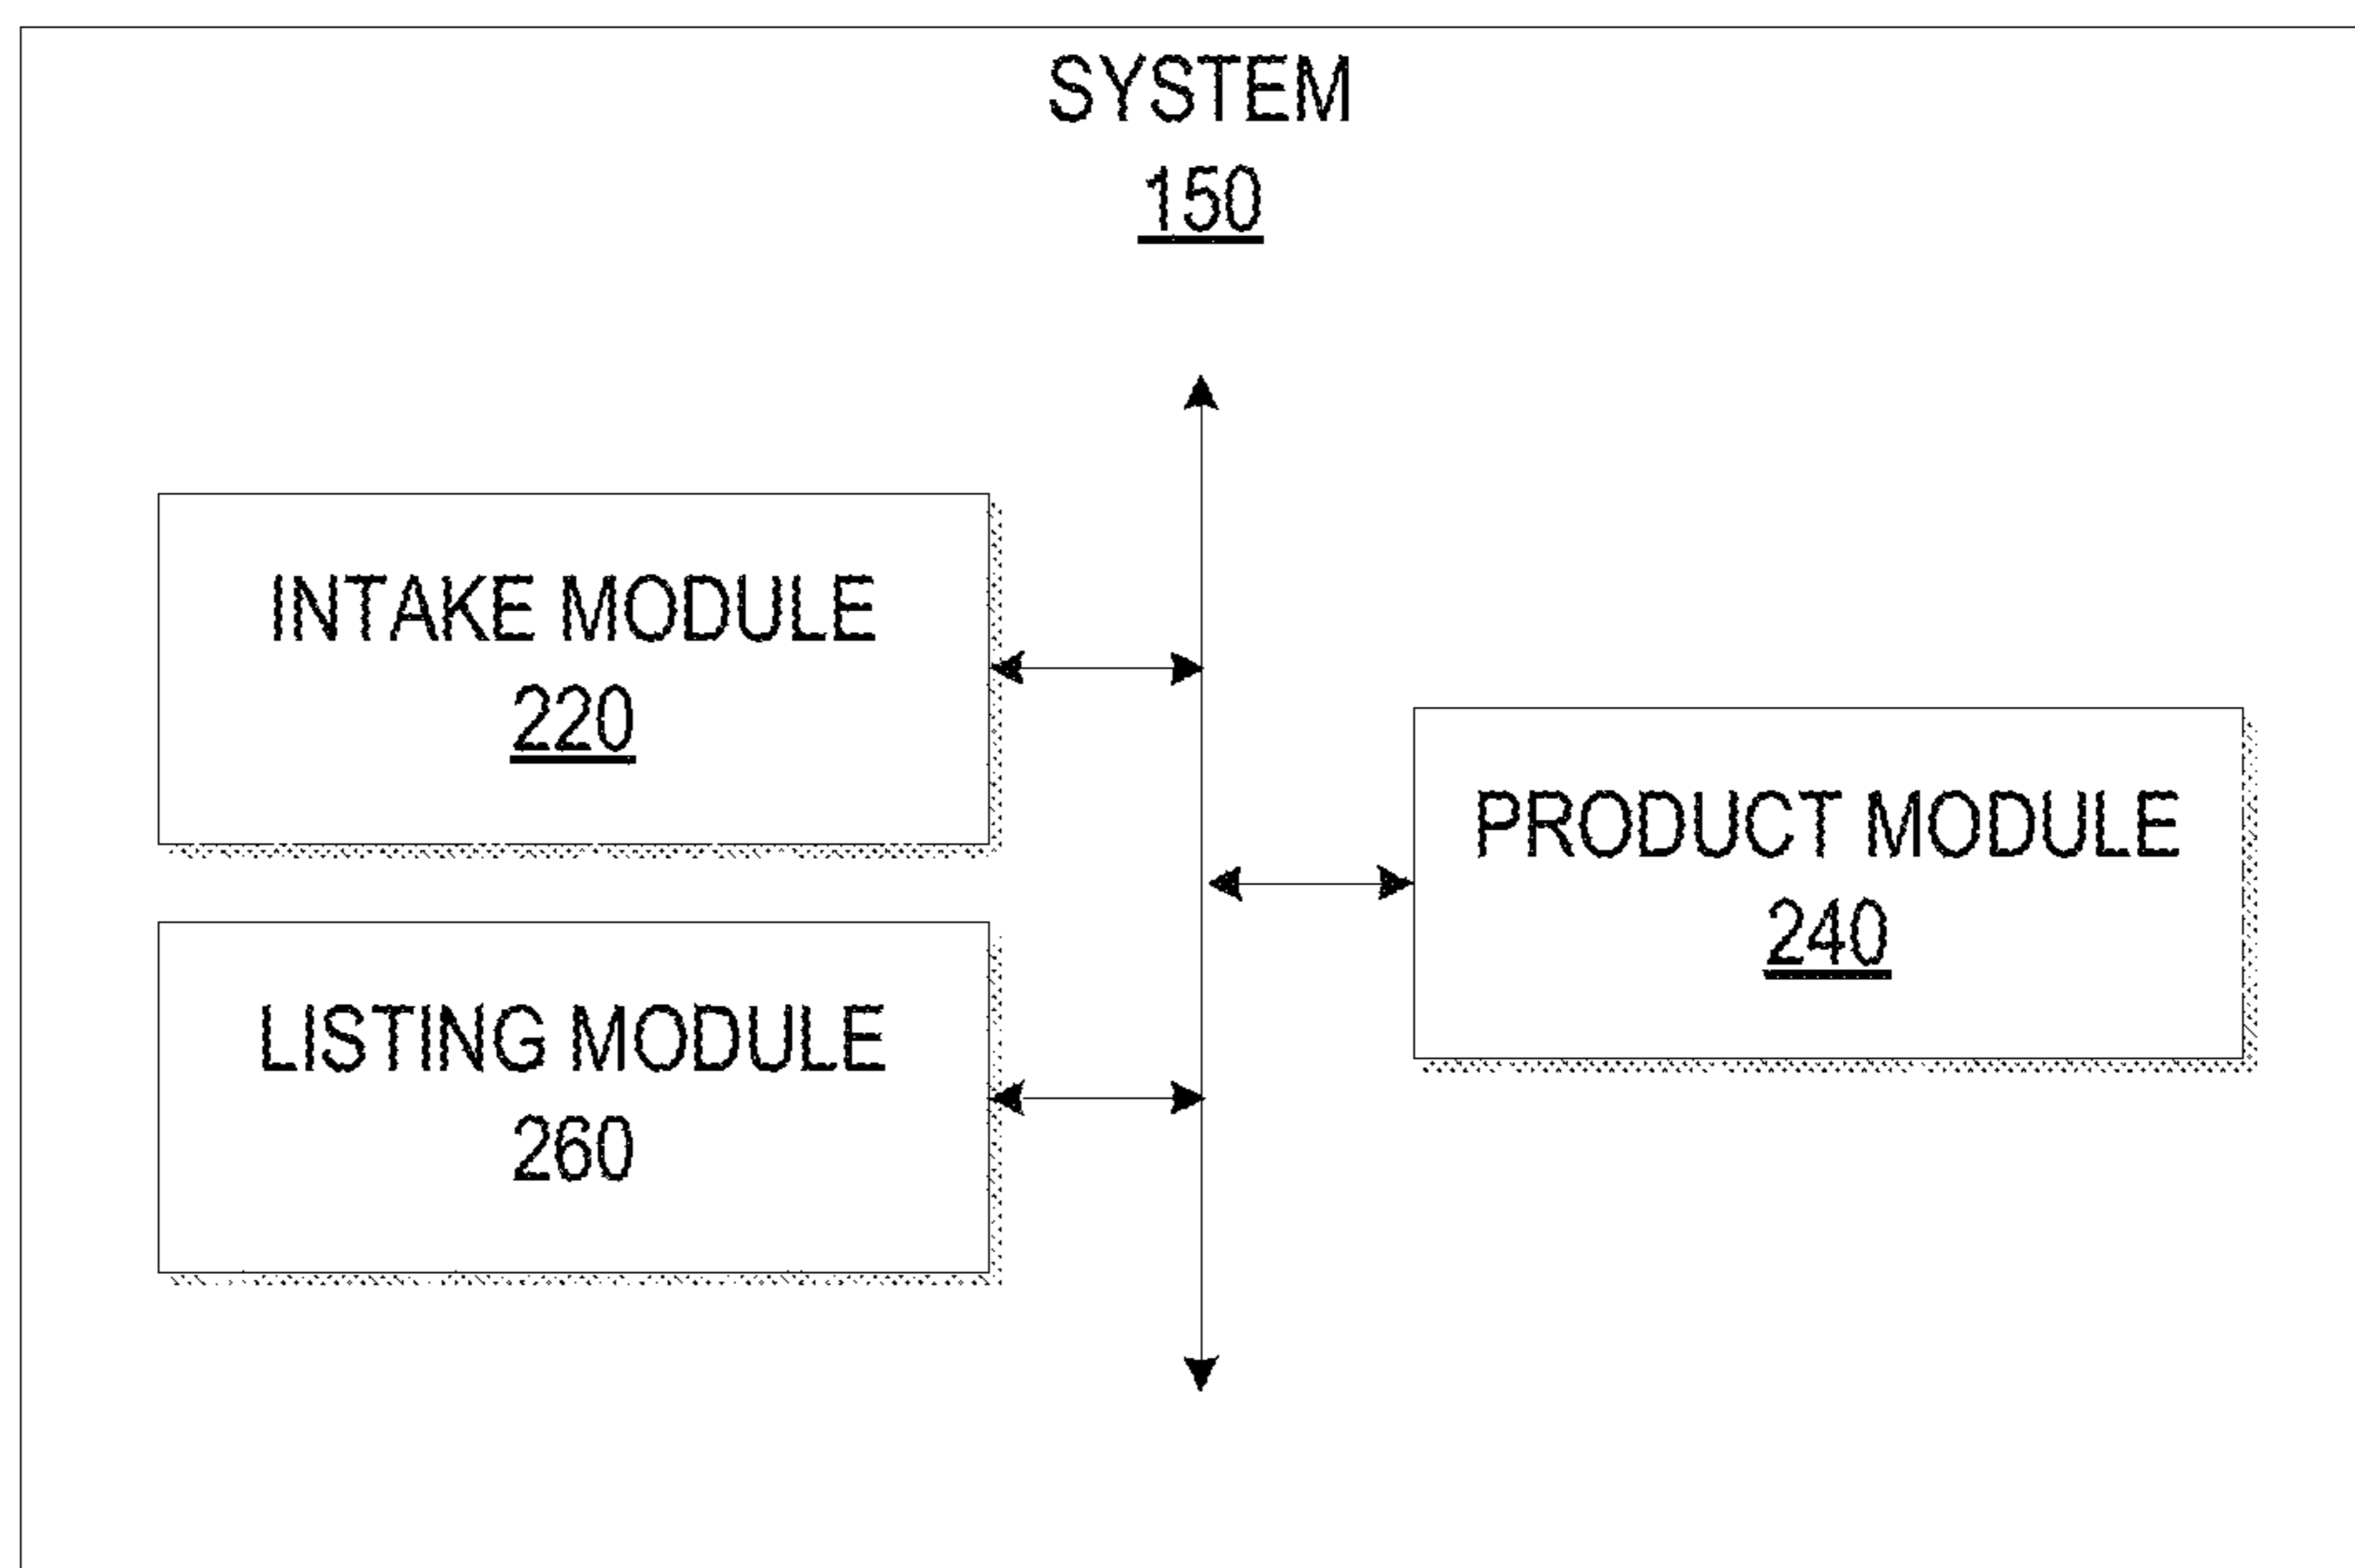 SYSTEM
150
INTAKE MODULE
220
PRODUCT MODULE
240
LISTING MODULE
260